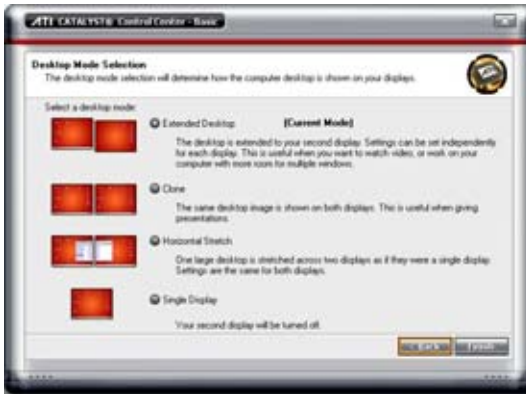 ATI CATALYST® Control Center - Basic
Desktop Mode Selection
The desktop mode selection will determine how the computer desktop is shown on your displays.
Select a desktop mode:
Extended Desktop [Current Mode]
The desktop is extended to your second display. Settings can be set independently
for each display. This is useful when you want to watch video, or work on your
computer with more room for multiple windows.
Clone
The same desktop image is shown on both displays. This is useful when giving
presentations.
Horizontal Stretch
One large desktop is stretched across two displays as if they were a single display.
Settings are the same for both displays.
Single Display
Your second display will be turned off.
< Back Finish